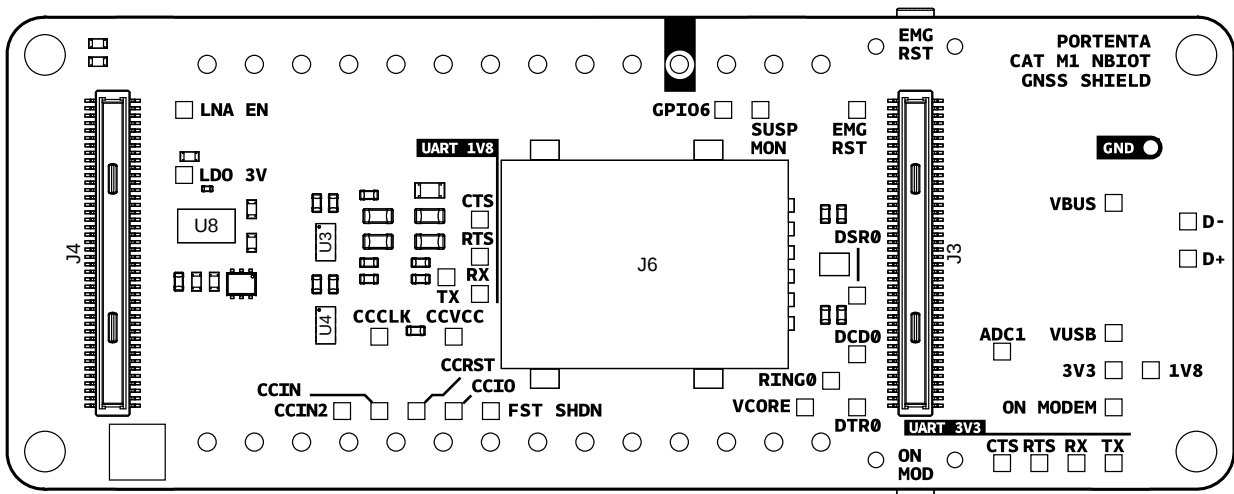 EMG
RST
PORTENTA
CAT M1 NBIOT
GNSS SHIELD
LNA EN
GPIO6
SUSP
MON
EMG
RST
UART 1V8
GND
LDO 3V
CTS
VBUS
U8
U3
RTS
DSR0
D-
J4
J6
J3
D+
RX
TX
U4
CCCLK
CCVCC
DCD0
ADC1
VUSB
CCRST
3V3
1V8
CCIN
CCIO
RING0
CCIN2
FST SHDN
VCORE
ON MODEM
DTR0
UART 3V3
CTS
RTS
RX
TX
ON
MOD